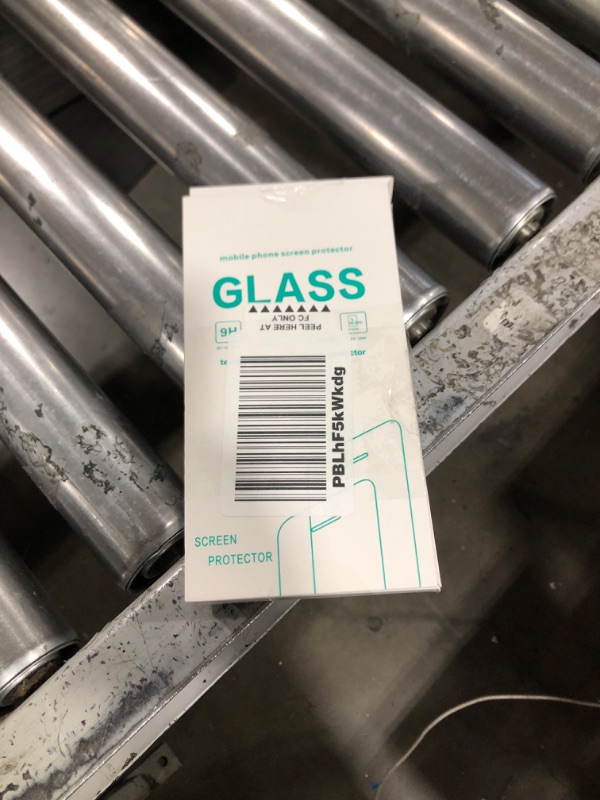 mobile phone screen protector
GLASS
PEEL HERE AT
FC ONLY
9H
PBLhF5kWkdg
SCREEN
PROTECTOR